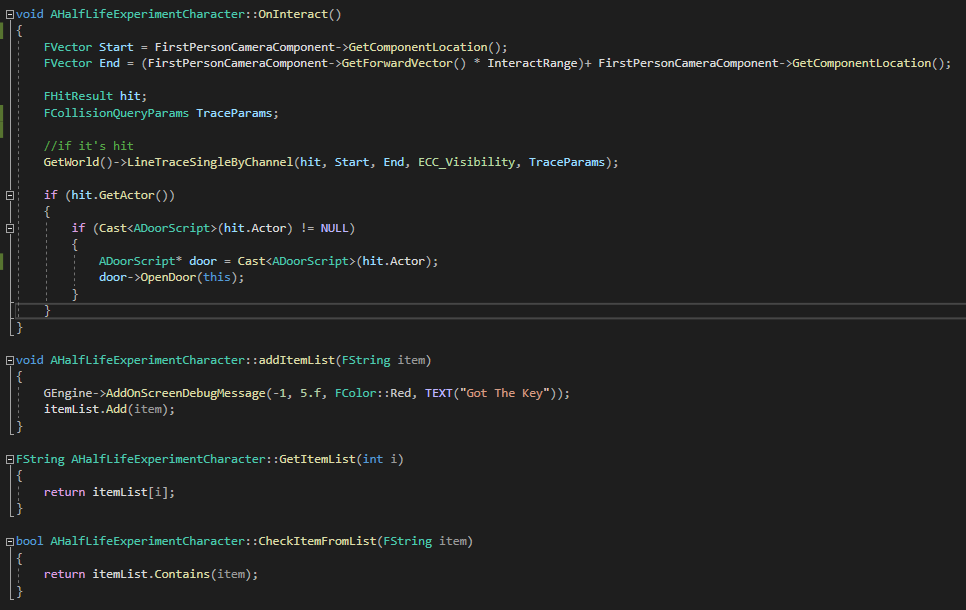 void AHalfLifeExperimentCharacter::OnInteract()
{
FVector Start = FirstPersonCameraComponent->GetComponentLocation();
FVector End = (FirstPersonCameraComponent->GetForwardVector() * InteractRange)+ FirstPersonCameraComponent->GetComponentLocation();
FHitResult hit;
FCollisionQueryParams TraceParams;
//if it's hit
GetWorld()->LineTraceSingleByChannel(hit, Start, End, ECC_Visibility, TraceParams);
if (hit.GetActor())
{
if (Cast<ADoorScript>(hit.Actor) != NULL)
{
ADoorScript* door = Cast<ADoorScript>(hit.Actor);
door->OpenDoor(this);
}
}
}
void AHalfLifeExperimentCharacter::addItemList(FString item)
{
GEngine->AddOnScreenDebugMessage(-1, 5.f, FColor::Red, TEXT("Got The Key"));
itemList.Add(item);
}
FString AHalfLifeExperimentCharacter::GetItemList(int i)
{
return itemList[i];
}
bool AHalfLifeExperimentCharacter::CheckItemFromList(FString item)
{
return itemList.Contains(item);
}